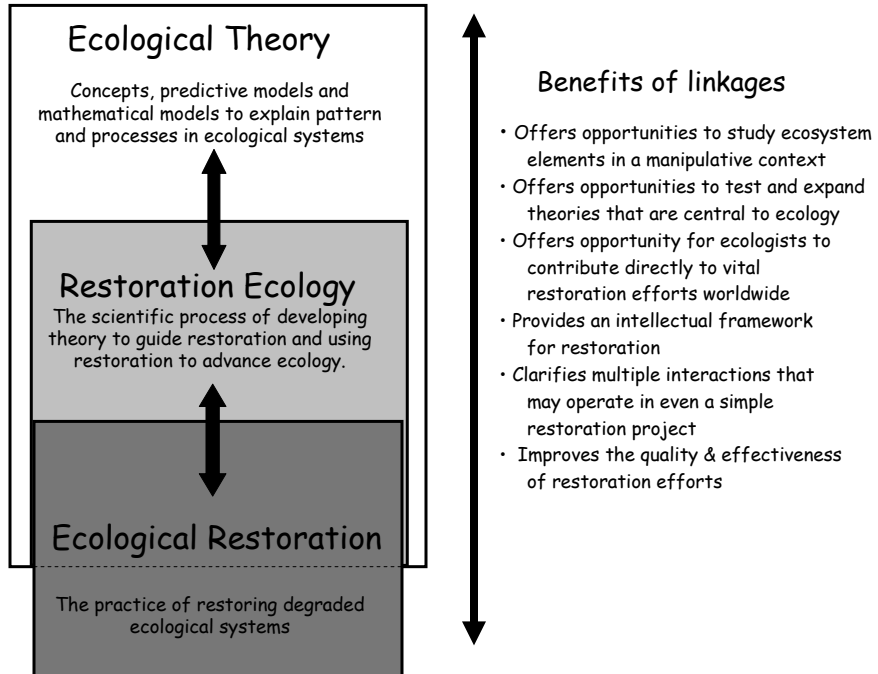 Ecological Theory
Concepts, predictive models and
mathematical models to explain pattern
and processes in ecological systems
Restoration Ecology
The scientific process of developing
theory to guide restoration and using
restoration to advance ecology.
Ecological Restoration
The practice of restoring degraded
ecological systems
Benefits of linkages
• Offers opportunities to study ecosystem
elements in a manipulative context
• Offers opportunities to test and expand
theories that are central to ecology
• Offers opportunity for ecologists to
contribute directly to vital
restoration efforts worldwide
• Provides an intellectual framework
for restoration
• Clarifies multiple interactions that
may operate in even a simple
restoration project
• Improves the quality & effectiveness
of restoration efforts